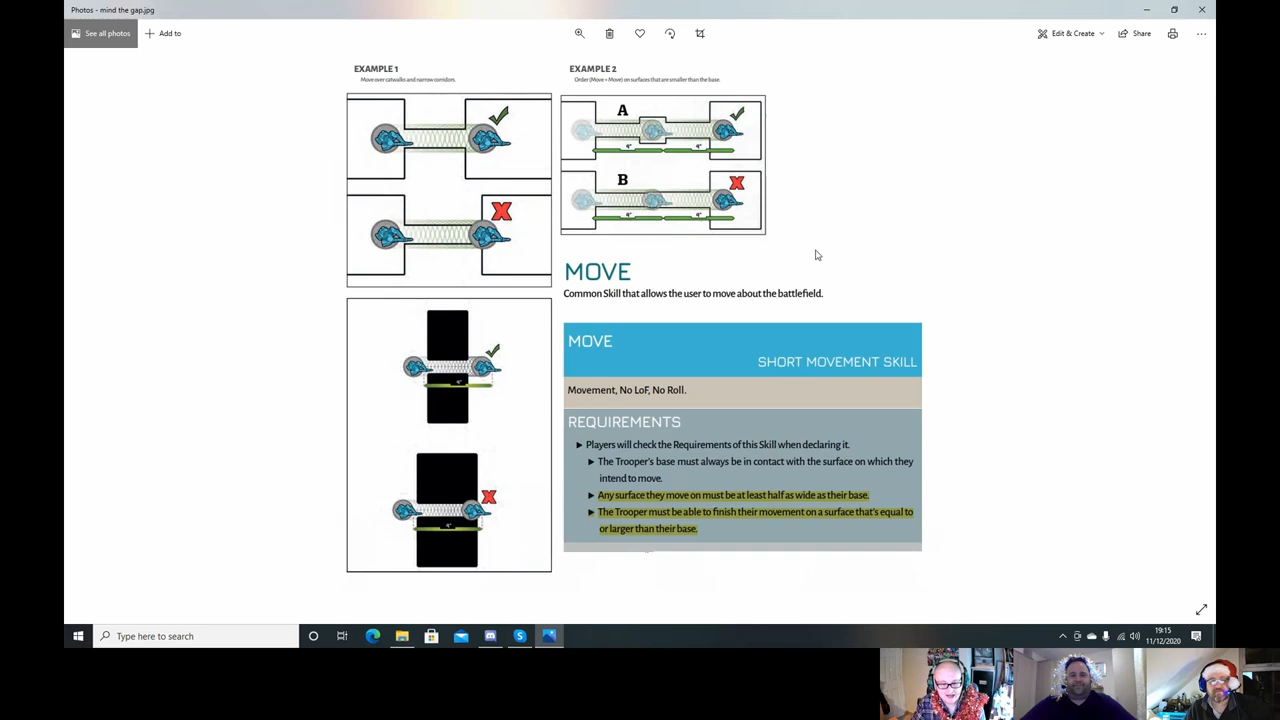 Photos - mind the gap.jpg
See all photos
Add to
Edit & Create
Share
EXAMPLE 1
Move over catwalks and narrow corridors.
EXAMPLE 2
Order (Move + Move) on surfaces that are smaller than the base.
A
4" 4"
B
4" 4"
4"
4"
MOVE
Common Skill that allows the user to move about the battlefield.
MOVE
SHORT MOVEMENT SKILL
Movement, No LoF, No Roll.
REQUIREMENTS
► Players will check the Requirements of this Skill when declaring it.
► The Trooper's base must always be in contact with the surface on which they
intend to move.
► Any surface they move on must be at least half as wide as their base.
► The Trooper must be able to finish their movement on a surface that's equal to
or larger than their base.
Type here to search
19:15
11/12/2020